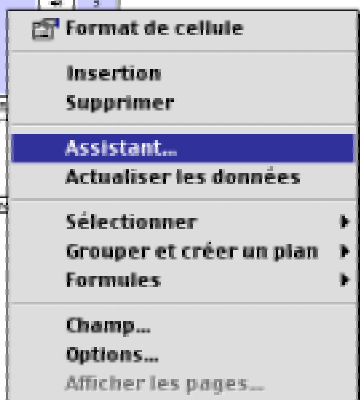 Format de cellule
Insertion
Supprimer
Assistant...
Actualiser les données
Sélectionner
Grouper et créer un plan
Formules
Champ...
Options...
Afficher les pages...